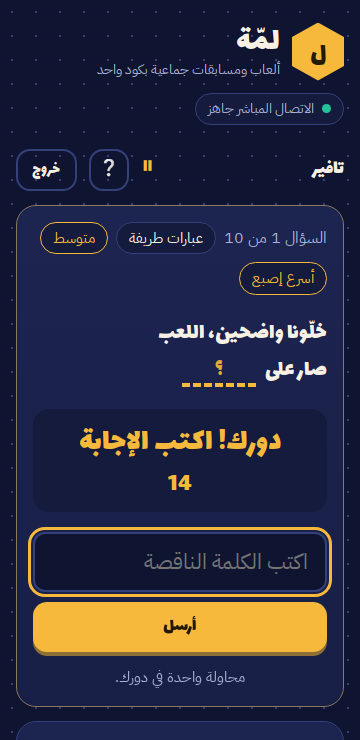 ل
لمّة
ألعاب ومسابقات جماعية بكود واحد
الاتصال المباشر جاهز
تافير
⏸
?
خروج
السؤال 1 من 10
عبارات طريفة
متوسط
أسرع إصبع
خلّونا واضحين، اللعب
صار على ؟
دورك! اكتب الإجابة
14
اكتب الكلمة الناقصة
أرسل
محاولة واحدة في دورك.